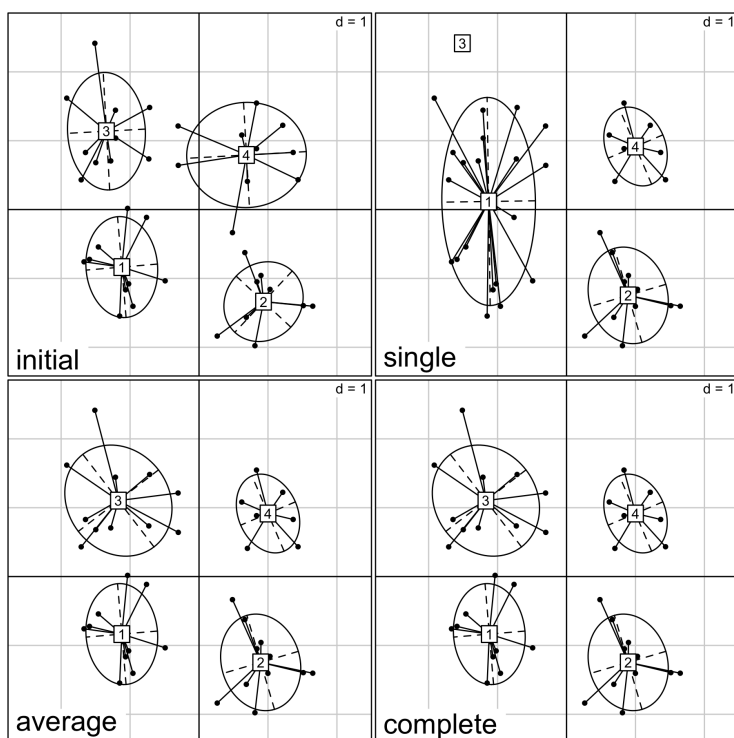 d = 1
3
4
1
2
initial
d = 1
3
4
1
2
single
d = 1
3
4
1
2
average
d = 1
3
4
1
2
complete